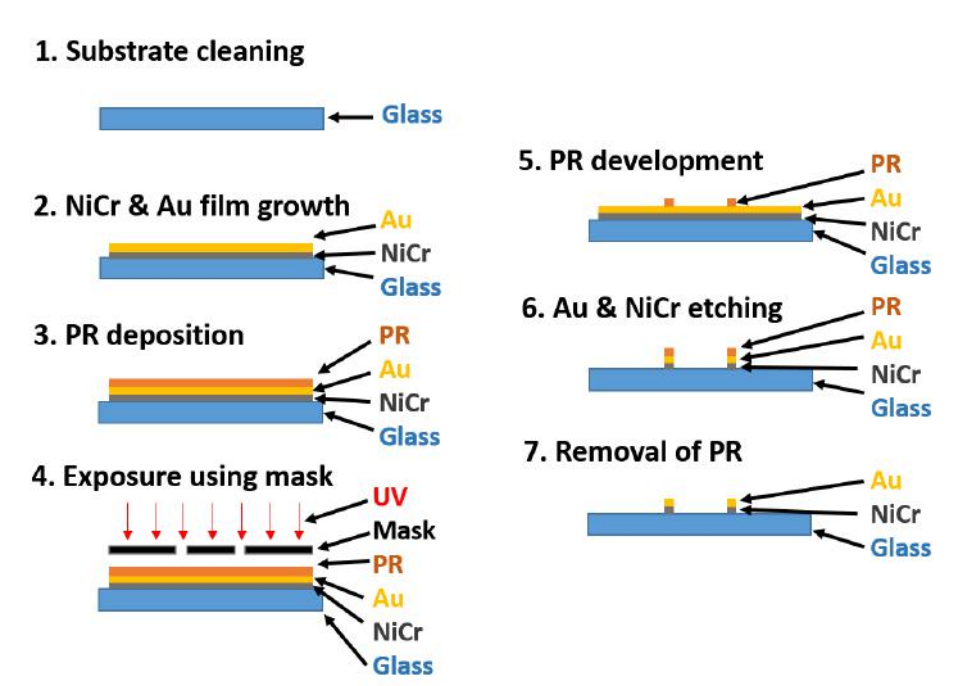 1. Substrate cleaning
Glass
2. NiCr & Au film growth
Au
NiCr
Glass
3. PR deposition
PR
Au
NiCr
Glass
4. Exposure using mask
UV
Mask
PR
Au
NiCr
Glass
5. PR development
PR
Au
NiCr
Glass
6. Au & NiCr etching
PR
Au
NiCr
Glass
7. Removal of PR
Au
NiCr
Glass